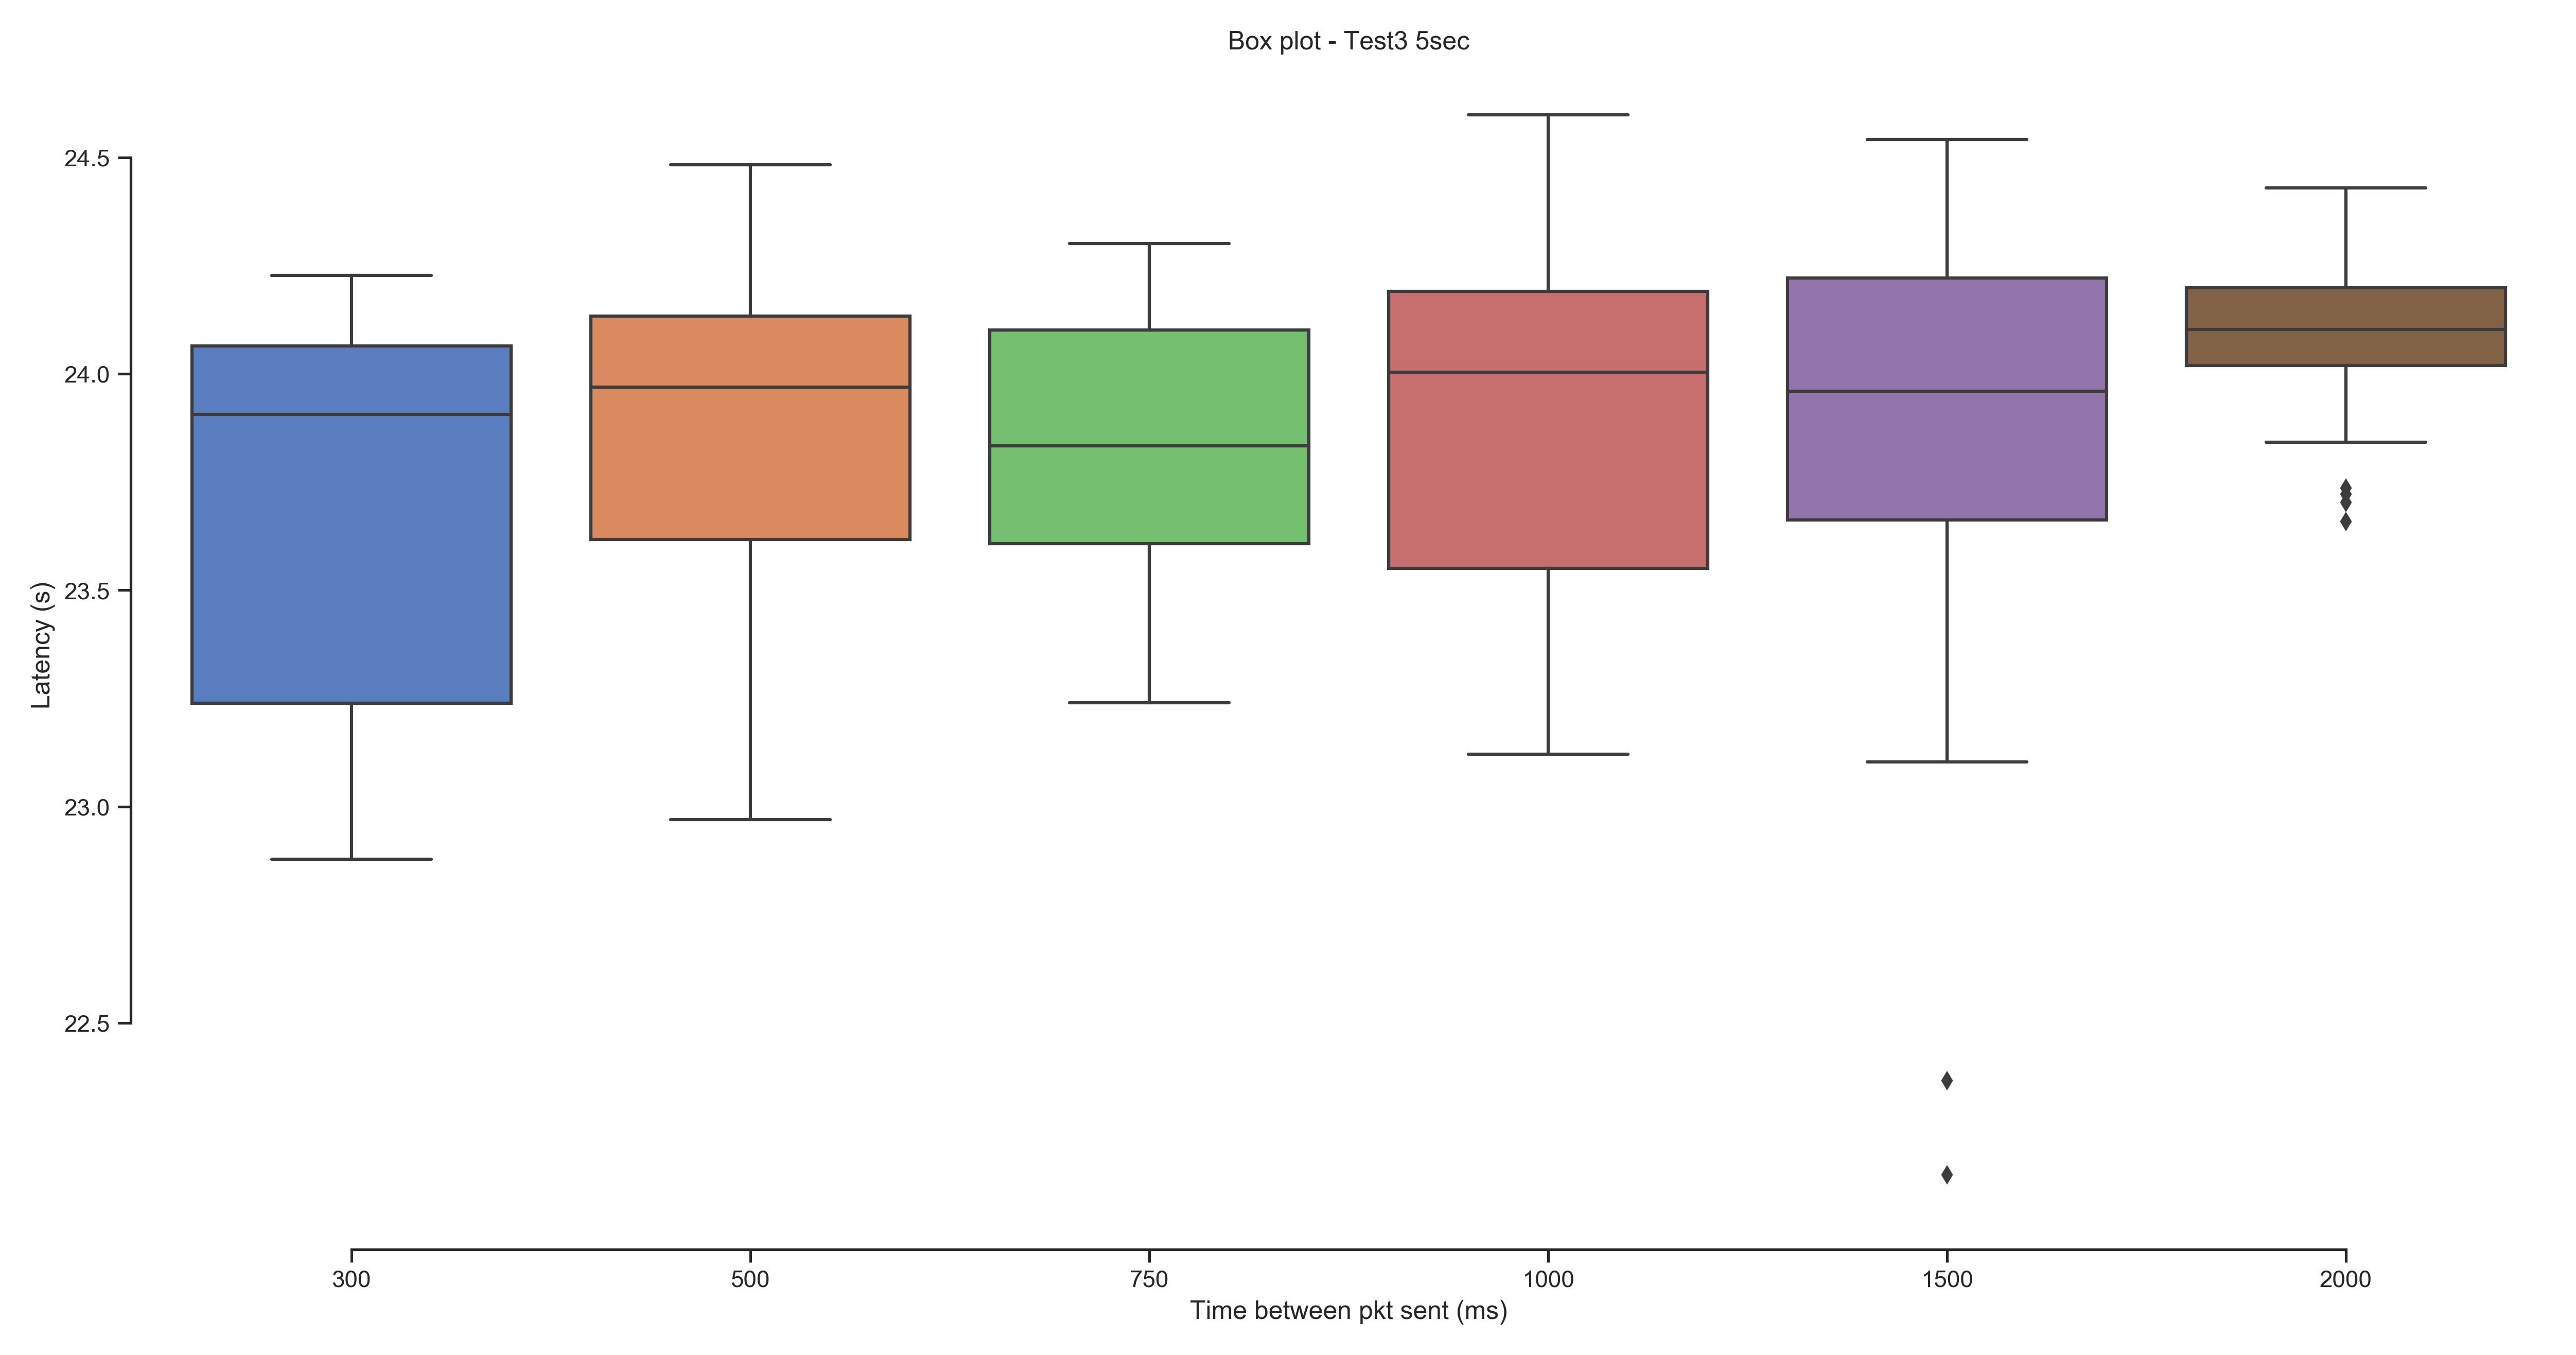 Box plot - Test3 5sec
24.5
24.0
23.5
23.0
22.5
Latency (s)
300 500 750 1000 1500 2000
Time between pkt sent (ms)